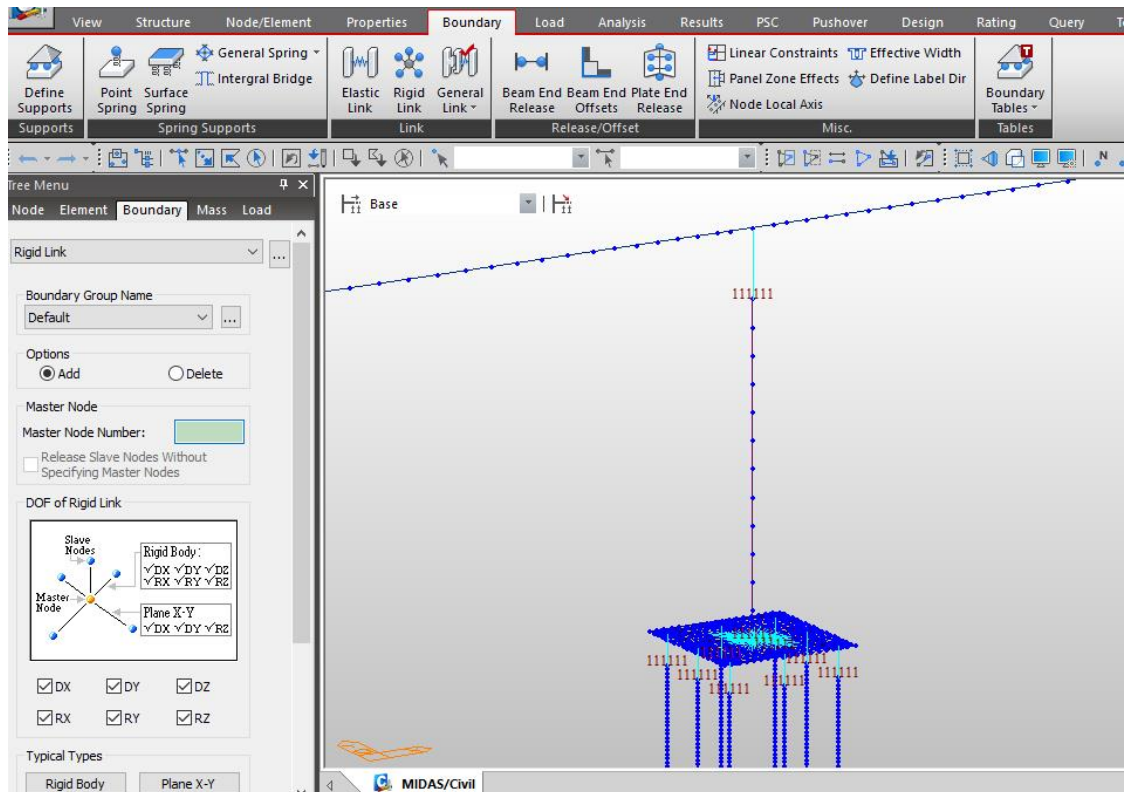 View Structure Node/Element Properties Boundary Load Analysis Results PSC Pushover Design Rating Query
Define Supports
Point Spring
Surface Spring
General Spring
Intergral Bridge
Elastic Link
Rigid Link
General Link
Beam End Release
Beam End Offsets
Plate End Release
Linear Constraints
Effective Width
Panel Zone Effects
Define Label Dir
Node Local Axis
Boundary Tables
Supports Spring Supports Link Release/Offset Misc. Tables
N
Tree Menu
Node Element Boundary Mass Load
Rigid Link
...
Boundary Group Name
Default
...
Options
Add Delete
Master Node
Master Node Number:
Release Slave Nodes Without
Specifying Master Nodes
DOF of Rigid Link
Slave
Nodes
Rigid Body:
√DX √DY √DZ
√RX √RY √RZ
Master
Node
Plane X-Y
√DX √DY √RZ
DX DY DZ
RX RY RZ
Typical Types
Rigid Body Plane X-Y
Base
111111
111111
111111
111111
111111
111111
111111
MIDAS/Civil